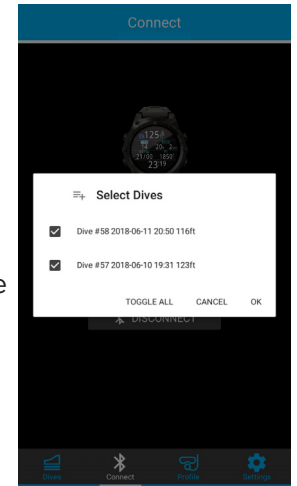 Connect
125
Select Dives
Dive #58 2018-06-11 20:50 116ft
Dive #57 2018-06-10 19:31 123ft
TOGGLE ALL CANCEL OK
DISCONNECT
e
Dives Connect Profile Settings